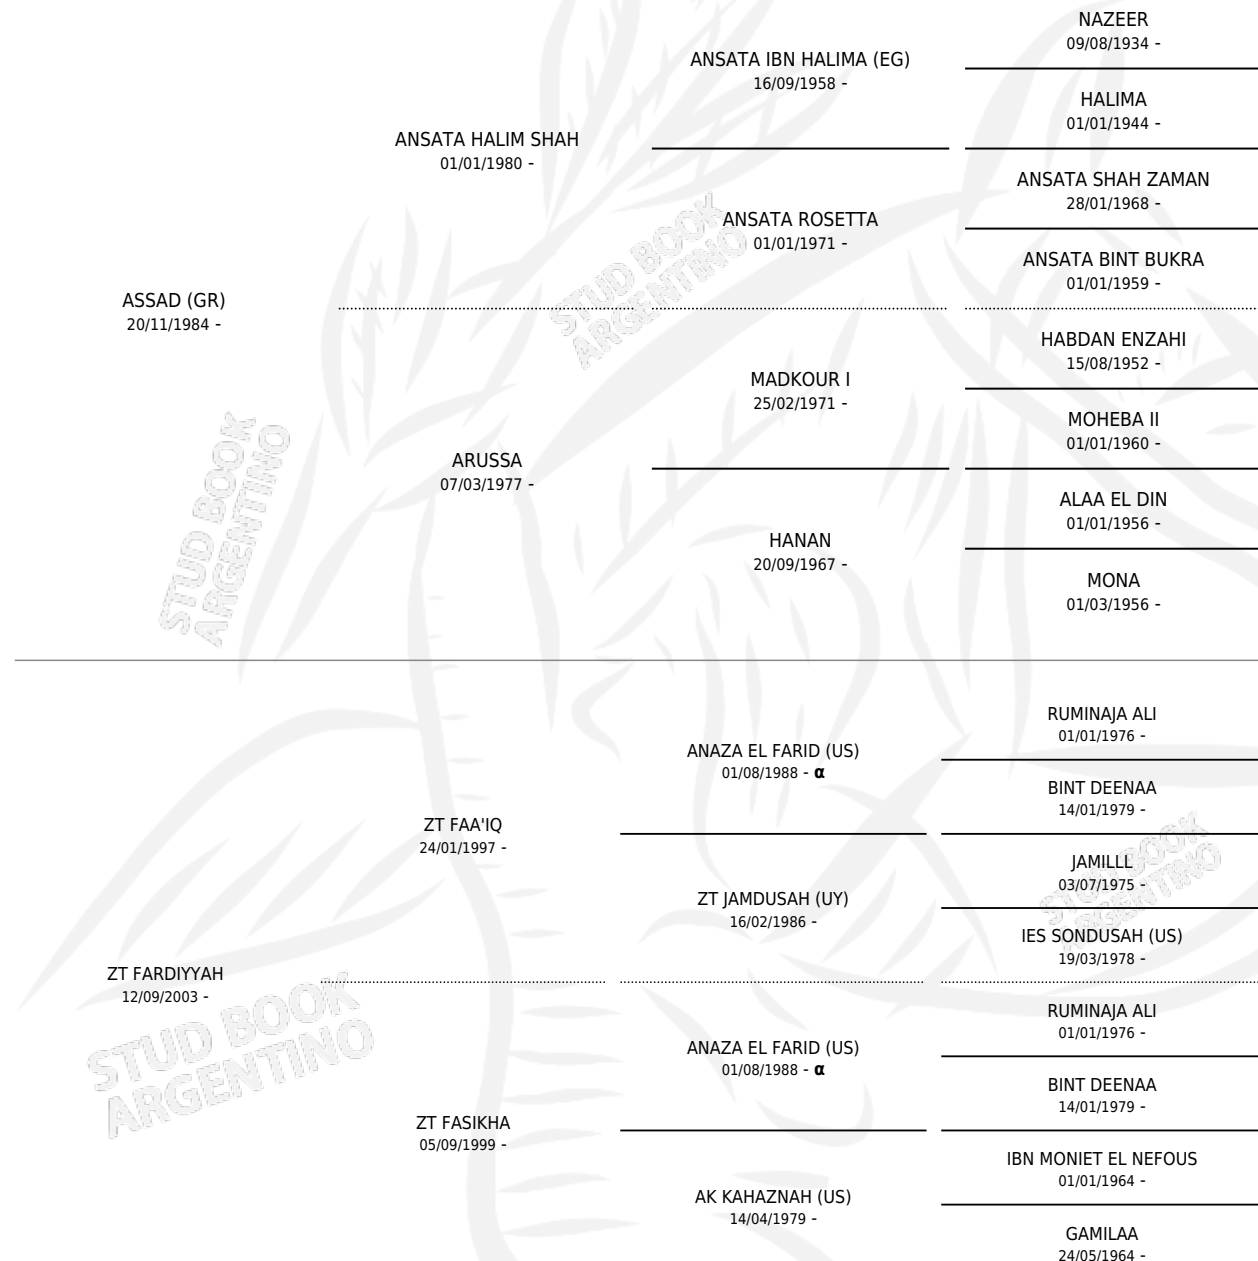 NAZEER
09/08/1934 -
ANSATA IBN HALIMA (EG)
16/09/1958 -
HALIMA
01/01/1944 -
ANSATA HALIM SHAH
01/01/1980 -
ANSATA SHAH ZAMAN
28/01/1968 -
ANSATA ROSETTA
01/01/1971 -
ANSATA BINT BUKRA
01/01/1959 -
ASSAD (GR)
20/11/1984 -
HABDAN ENZAHI
15/08/1952 -
MADKOUR I
25/02/1971 -
MOHEBA II
01/01/1960 -
ARUSSA
07/03/1977 -
ALAA EL DIN
01/01/1956 -
HANAN
20/09/1967 -
MONA
01/03/1956 -
RUMINAJA ALI
01/01/1976 -
ANAZA EL FARID (US)
01/08/1988 - α
BINT DEENAA
14/01/1979 -
ZT FAA'IQ
24/01/1997 -
JAMILLL
03/07/1975 -
ZT JAMDUSAH (UY)
16/02/1986 -
IES SONDUSAH (US)
19/03/1978 -
ZT FARDIYYAH
12/09/2003 -
RUMINAJA ALI
01/01/1976 -
ANAZA EL FARID (US)
01/08/1988 - α
BINT DEENAA
14/01/1979 -
ZT FASIKHA
05/09/1999 -
IBN MONIET EL NEFOUS
01/01/1964 -
AK KAHAZNAH (US)
14/04/1979 -
GAMILAA
24/05/1964 -
STUD BOOK
ARGENTINO
STUD BOOK
ARGENTINO
STUD BOOK
ARGENTINO
STUD BOOK
ARGENTINO